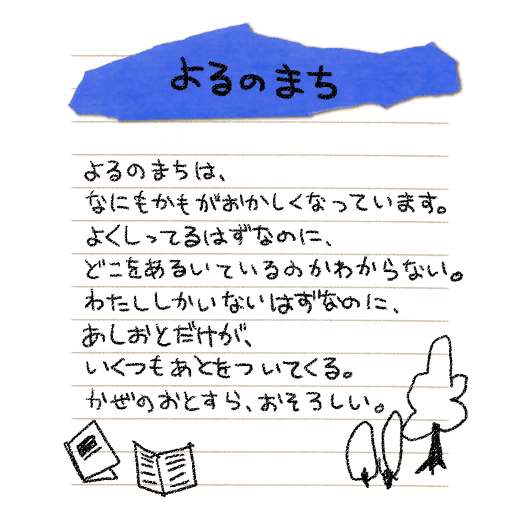 よるのまち
よるのまちは、
なにもかもがおかしくなっています。
よくしってるはずなのに、
どこをあるいているのかわからない。
わたししかいないはずなのに、
あしおとだけが、
いくつもあとをついてくる。
かぜのおとすら、おそろしい。